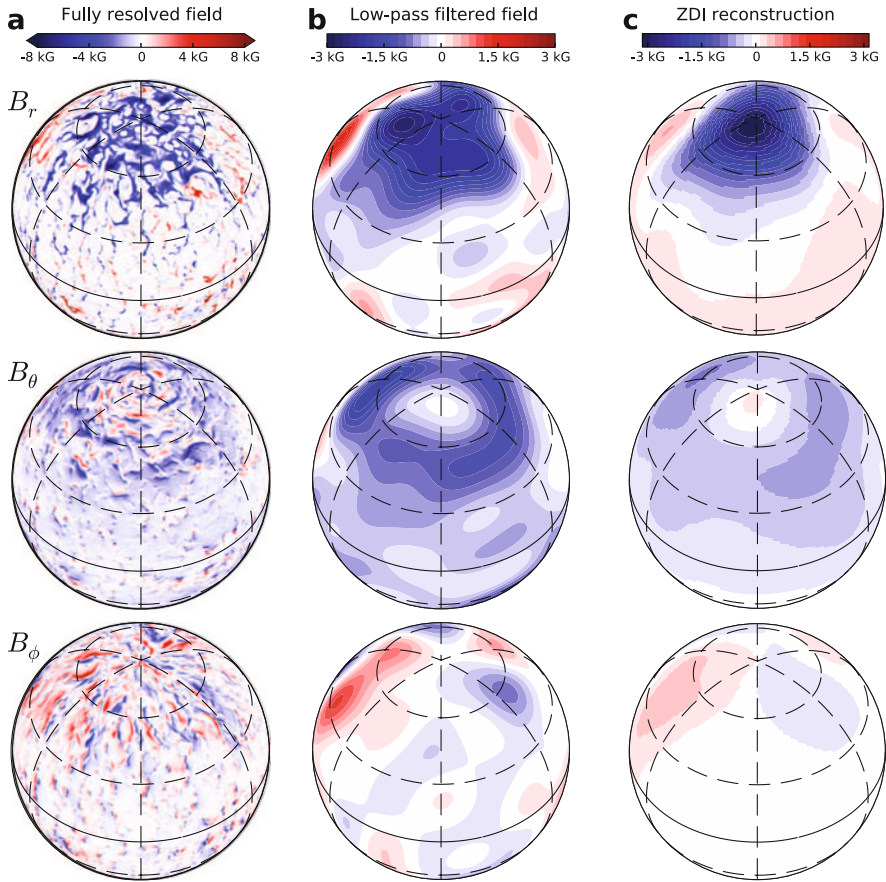 a Fully resolved field
-8 kG -4 kG 0 4 kG 8 kG
b Low-pass filtered field
-3 kG -1.5 kG 0 1.5 kG 3 kG
c ZDI reconstruction
-3 kG -1.5 kG 0 1.5 kG 3 kG
B_r
B_θ
B_ϕ